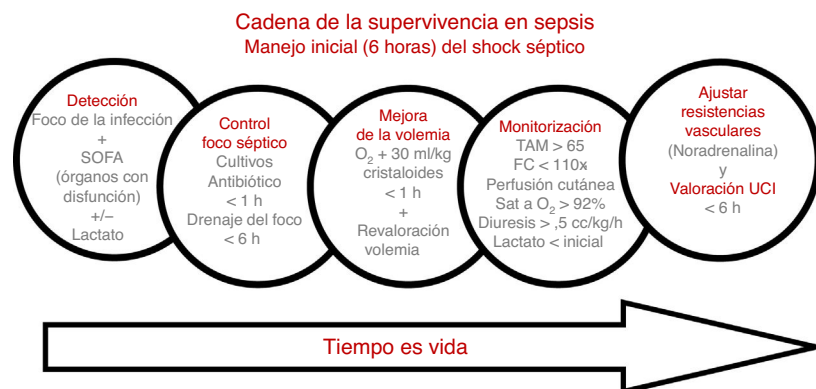 Cadena de la supervivencia en sepsis
Manejo inicial (6 horas) del shock séptico
Detección
Foco de la infección
+
SOFA
(órganos con
disfunción)
+/–
Lactato
Control
foco séptico
Cultivos
Antibiótico
< 1 h
Drenaje del foco
< 6 h
Mejora
de la volemia
O₂ + 30 ml/kg
cristaloides
< 1 h
+
Revaloración
volemia
Monitorización
TAM > 65
FC < 110x
Perfusión cutánea
Sat a O₂ > 92%
Diuresis > ,5 cc/kg/h
Lactato < inicial
Ajustar
resistencias
vasculares
(Noradrenalina)
y
Valoración UCI
< 6 h
Tiempo es vida